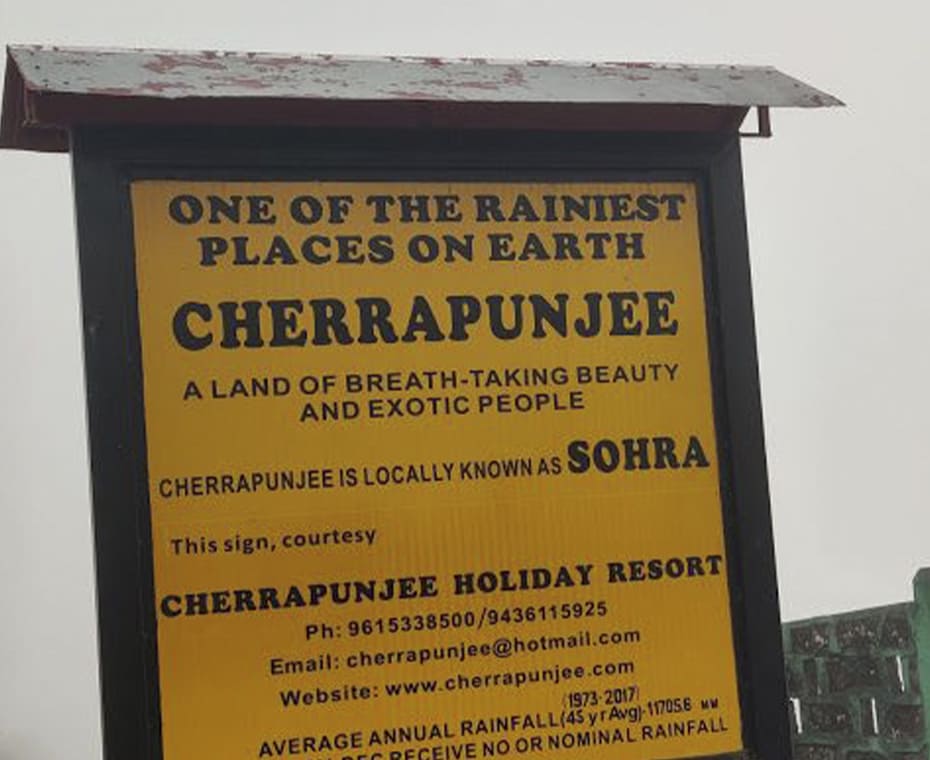 ONE OF THE RAINIEST
PLACES ON EARTH
CHERRAPUNJEE
A LAND OF BREATH-TAKING BEAUTY
AND EXOTIC PEOPLE
CHERRAPUNJEE IS LOCALLY KNOWN AS SOHRA
This sign, courtesy
CHERRAPUNJEE HOLIDAY RESORT
Ph: 9615338500/9436115925
Email: cherrapunjee@hotmail.com
Website: www.cherrapunjee.com
(1973-2017)
AVERAGE ANNUAL RAINFALL (45 yr Avg)-11705.6 MM
DEC RECEIVE NO OR NOMINAL RAINFALL